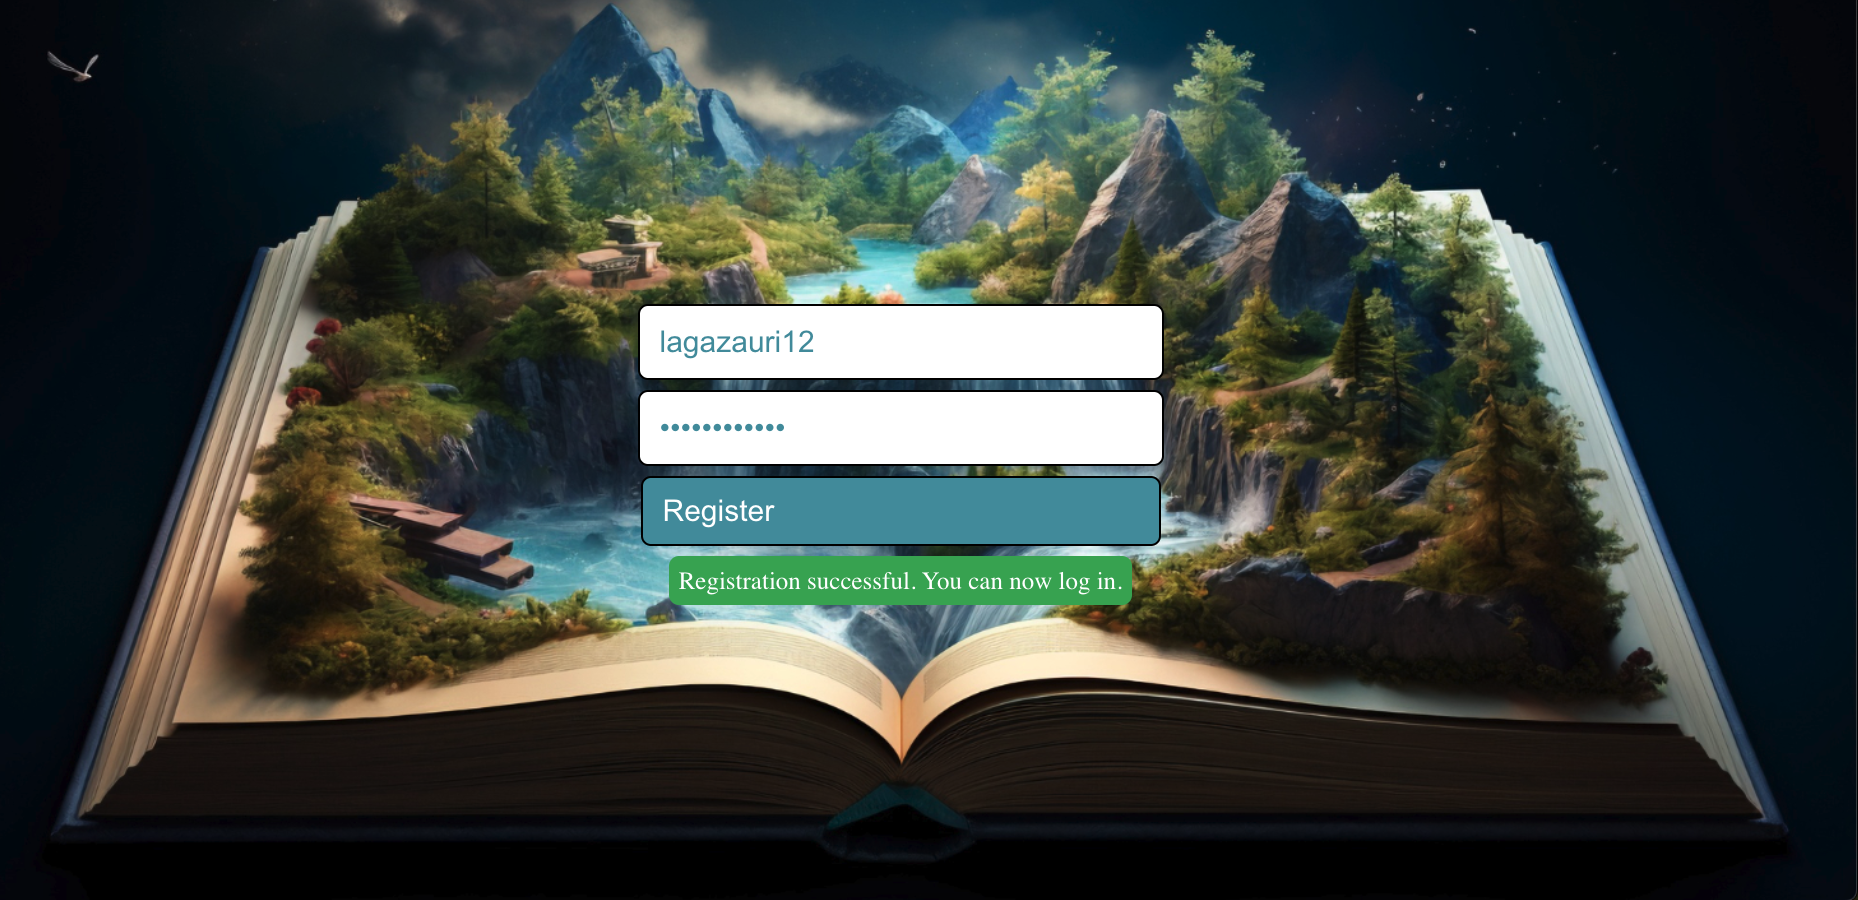 lagazauri12
••••••••••••
Register
Registration successful. You can now log in.